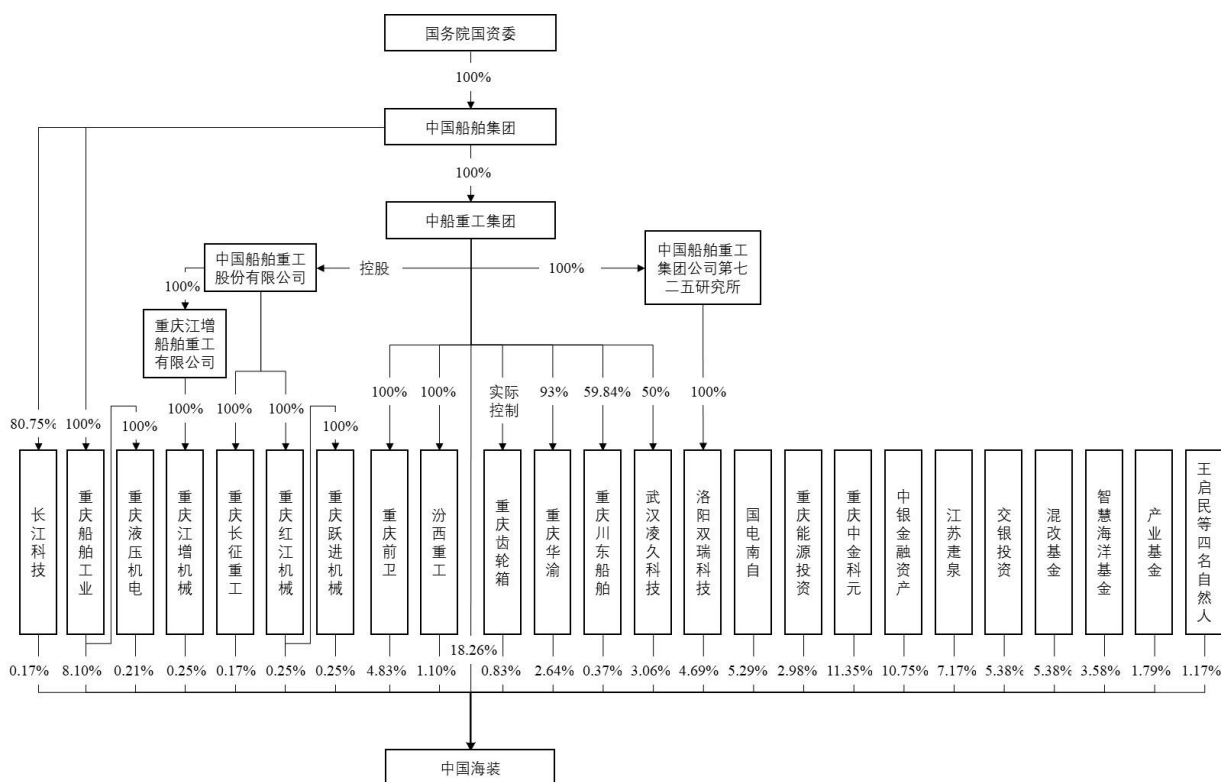 国务院国资委
100%
中国船舶集团
100%
中船重工集团
中国船舶重工
股份有限公司
控股
100%
中国船舶重工
集团公司第七
二五研究所
100%
重庆江增
船舶重工
有限公司
80.75%
100%
100%
100%
100%
100%
100%
100%
100%
实际
控制
93%
59.84%
50%
100%
长江科技
重庆船舶工业
重庆液压机电
重庆江增机械
重庆长征重工
重庆红江机械
重庆跃进机械
重庆前卫
汾西重工
重庆齿轮箱
重庆华渝
重庆川东船舶
武汉凌久科技
洛阳双瑞科技
国电南自
重庆能源投资
重庆中金科元
中银金融资产
江苏疌泉
交银投资
混改基金
智慧海洋基金
产业基金
王启民等四名自然人
0.17%
8.10%
0.21%
0.25%
0.17%
0.25%
0.25%
4.83%
1.10%
18.26%
0.83%
2.64%
0.37%
3.06%
4.69%
5.29%
2.98%
11.35%
10.75%
7.17%
5.38%
5.38%
3.58%
1.79%
1.17%
中国海装